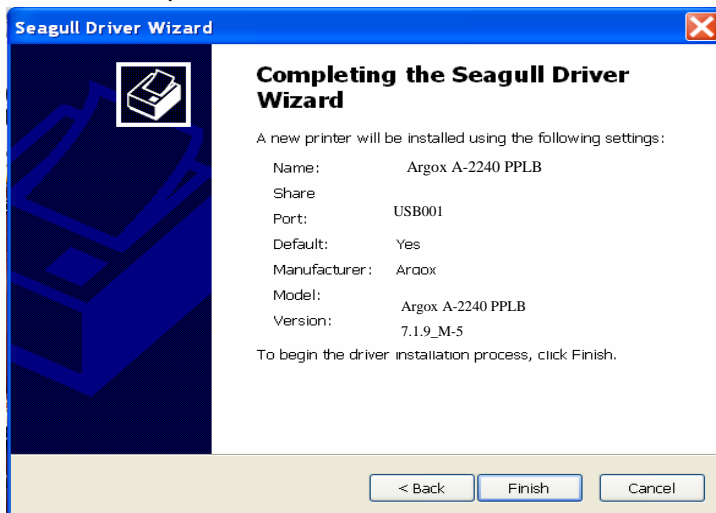 Seagull Driver Wizard
Completing the Seagull Driver
Wizard
A new printer will be installed using the following settings:
Name: Argox A-2240 PPLB
Share
Port: USB001
Default: Yes
Manufacturer: Argox
Model: Argox A-2240 PPLB
Version: 7.1.9_M-5
To begin the driver installation process, click Finish.
< Back Finish Cancel